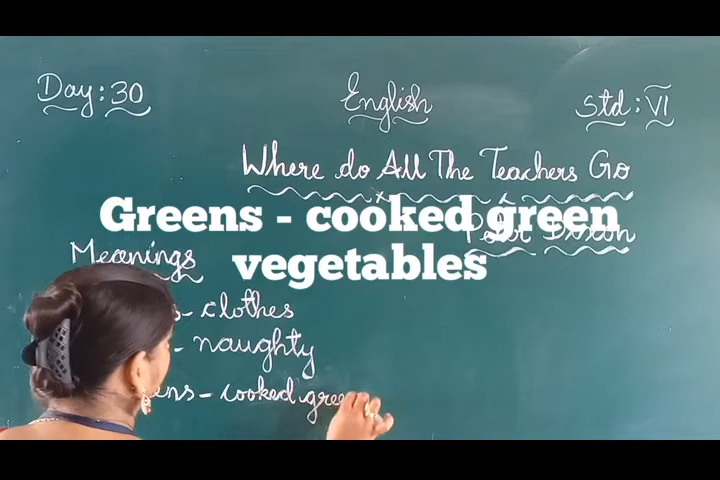 Day: 30
English
Std: VI
Where do All The Teachers Go
Greens - cooked green
vegetables
Meanings
clothes
naughty
- cooked gree